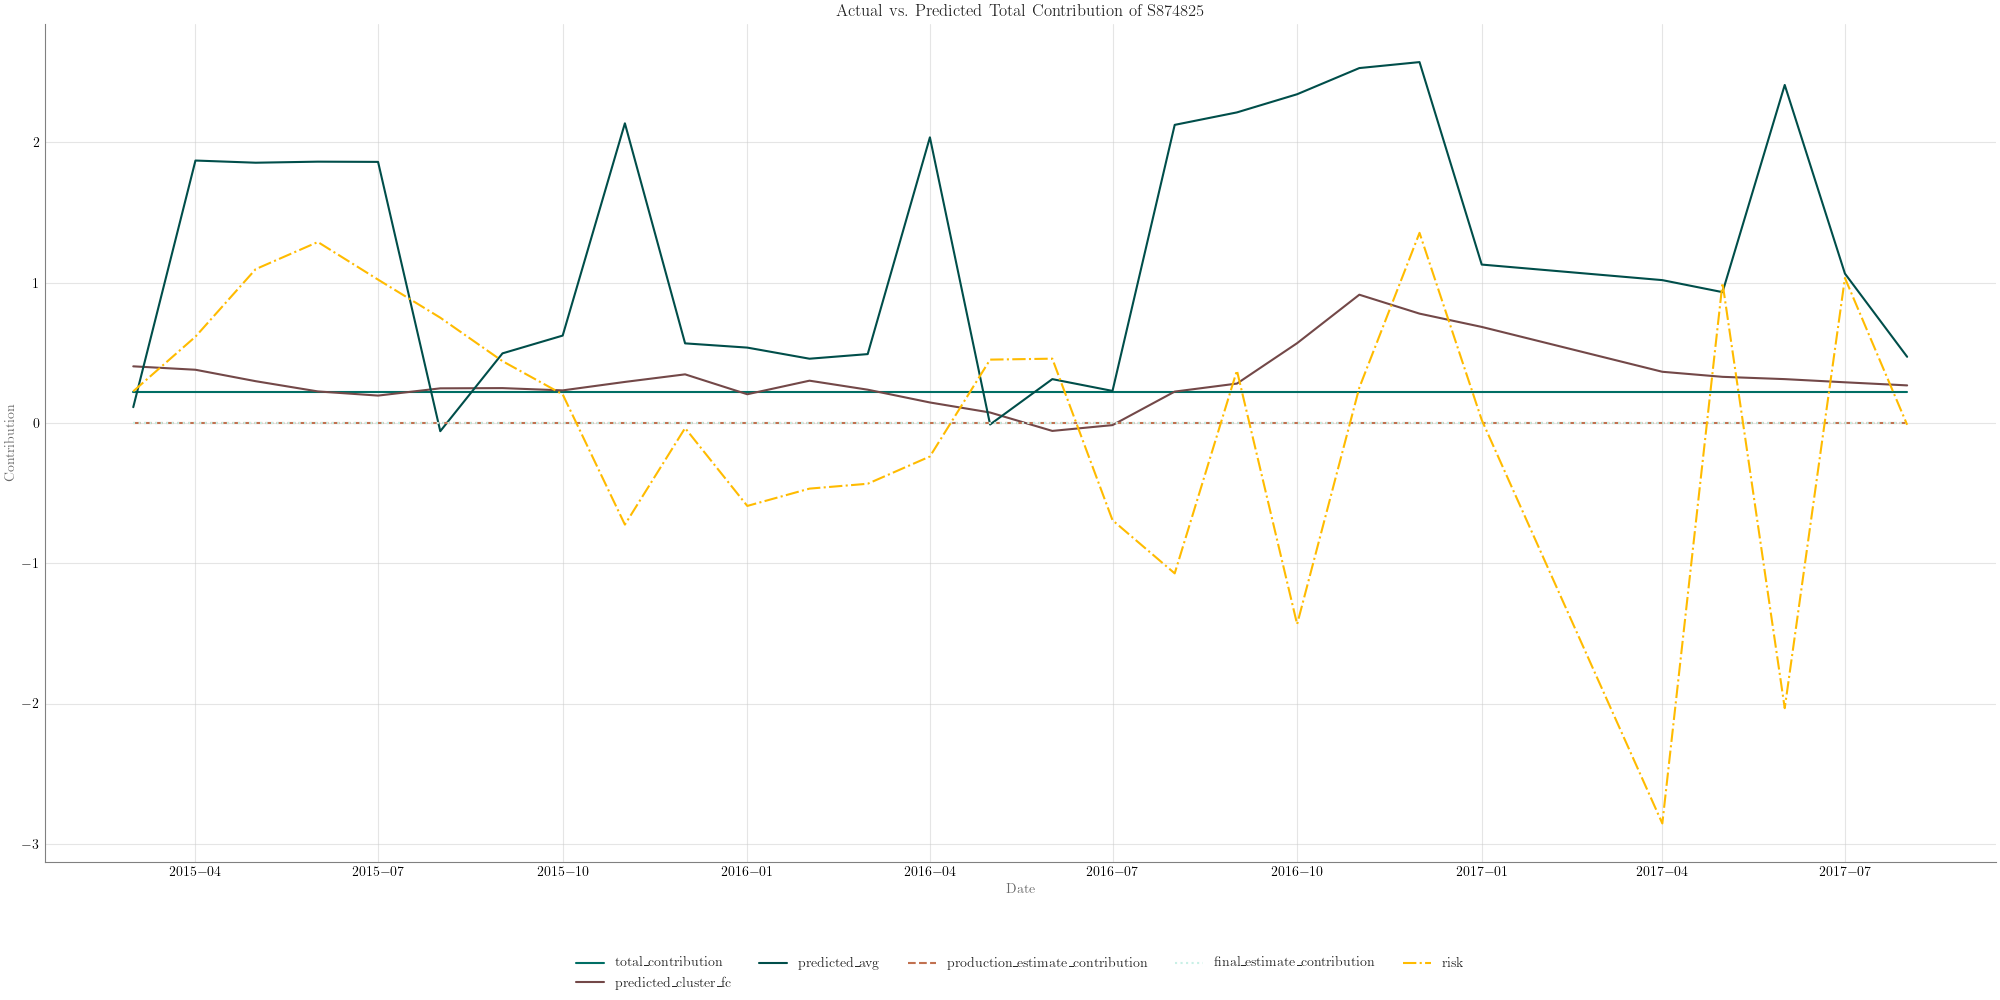 Actual vs. Predicted Total Contribution of S874825
Contribution
2
1
0
−1
−2
−3
2015−04 2015−07 2015−10 2016−01 2016−04 2016−07 2016−10 2017−01 2017−04 2017−07
Date
total_contribution predicted_avg production_estimate_contribution final_estimate_contribution risk
predicted_cluster_fc